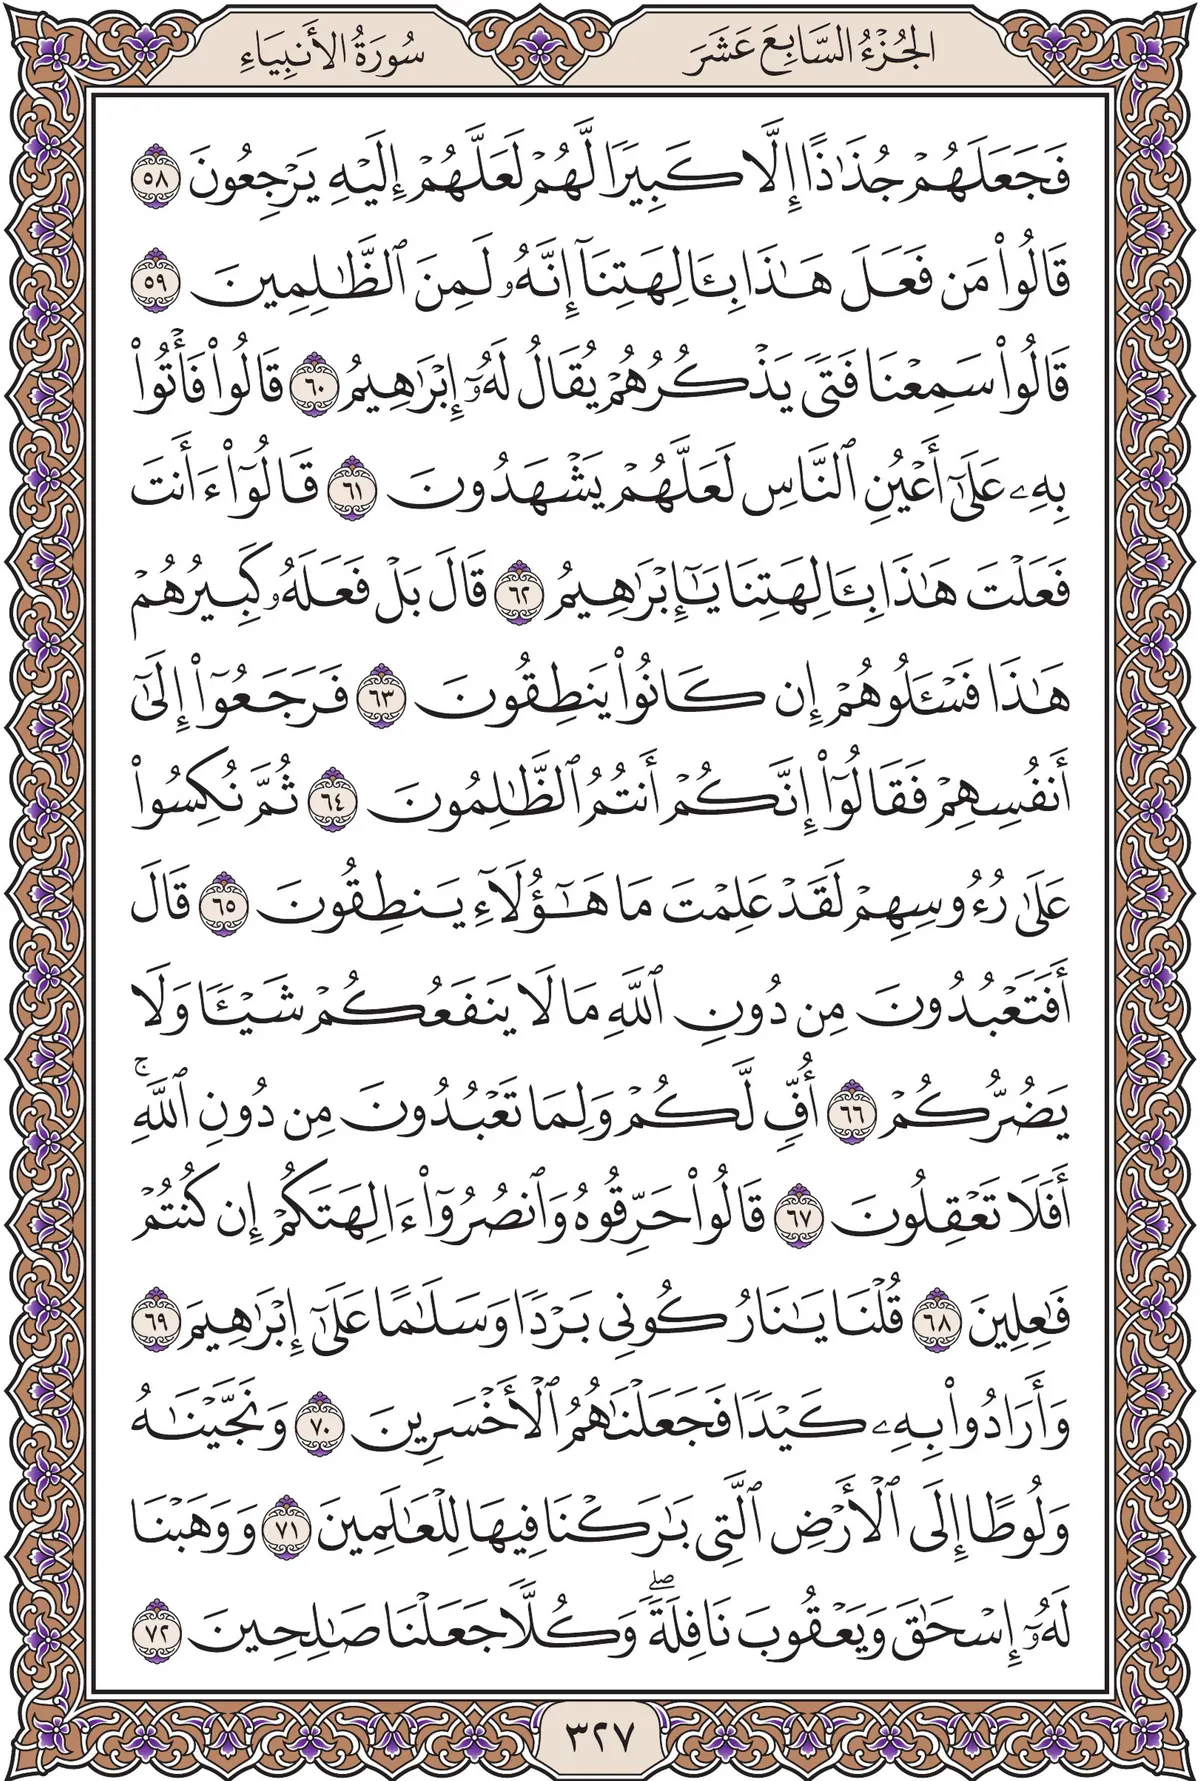 الجُزْءُ السَّابِعَ عَشَرَ
سُورَةُ الأَنبِيَاءِ
فَجَعَلَهُمْ جُذَٰذًا إِلَّا كَبِيرًا لَّهُمْ لَعَلَّهُمْ إِلَيْهِ يَرْجِعُونَ ٥٨
قَالُوا۟ مَن فَعَلَ هَـٰذَا بِـَٔالِهَتِنَآ إِنَّهُۥ لَمِنَ ٱلظَّـٰلِمِينَ ٥٩
قَالُوا۟ سَمِعْنَا فَتًى يَذْكُرُهُمْ يُقَالُ لَهُۥٓ إِبْرَٰهِيمُ ٦٠ قَالُوا۟ فَأْتُوا۟
بِهِۦ عَلَىٰٓ أَعْيُنِ ٱلنَّاسِ لَعَلَّهُمْ يَشْهَدُونَ ٦١ قَالُوٓا۟ ءَأَنتَ
فَعَلْتَ هَـٰذَا بِـَٔالِهَتِنَا يَـٰٓإِبْرَٰهِيمُ ٦٢ قَالَ بَلْ فَعَلَهُۥ كَبِيرُهُمْ
هَـٰذَا فَسْـَٔلُوهُمْ إِن كَانُوا۟ يَنطِقُونَ ٦٣ فَرَجَعُوٓا۟ إِلَىٰٓ
أَنفُسِهِمْ فَقَالُوٓا۟ إِنَّكُمْ أَنتُمُ ٱلظَّـٰلِمُونَ ٦٤ ثُمَّ نُكِسُوا۟
عَلَىٰ رُءُوسِهِمْ لَقَدْ عَلِمْتَ مَا هَـٰٓؤُلَآءِ يَنطِقُونَ ٦٥ قَالَ
أَفَتَعْبُدُونَ مِن دُونِ ٱللَّهِ مَا لَا يَنفَعُكُمْ شَيْـًٔا وَلَا
يَضُرُّكُمْ ٦٦ أُفٍّ لَّكُمْ وَلِمَا تَعْبُدُونَ مِن دُونِ ٱللَّهِ ۚ
أَفَلَا تَعْقِلُونَ ٦٧ قَالُوا۟ حَرِّقُوهُ وَٱنصُرُوٓا۟ ءَالِهَتَكُمْ إِن كُنتُمْ
فَـٰعِلِينَ ٦٨ قُلْنَا يَـٰنَارُ كُونِى بَرْدًا وَسَلَـٰمًا عَلَىٰٓ إِبْرَٰهِيمَ ٦٩
وَأَرَادُوا۟ بِهِۦ كَيْدًا فَجَعَلْنَـٰهُمُ ٱلْأَخْسَرِينَ ٧٠ وَنَجَّيْنَـٰهُ
وَلُوطًا إِلَى ٱلْأَرْضِ ٱلَّتِى بَـٰرَكْنَا فِيهَا لِلْعَـٰلَمِينَ ٧١ وَوَهَبْنَا
لَهُۥٓ إِسْحَـٰقَ وَيَعْقُوبَ نَافِلَةً ۖ وَكُلًّا جَعَلْنَا صَـٰلِحِينَ ٧٢
٣٢٧